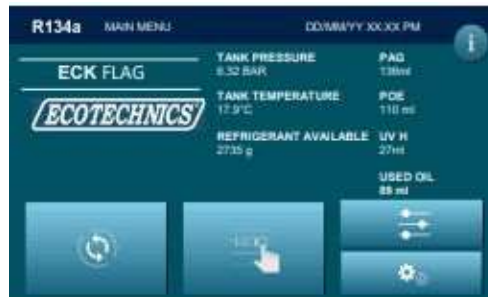 R134a MAIN MENU DD/MM/YY XX:XX PM
i
ECK FLAG
ECOTECHNICS
TANK PRESSURE
6.32 BAR
TANK TEMPERATURE
17.9°C
REFRIGERANT AVAILABLE
2735 g
PAG
138ml
POE
110 ml
UV H
27ml
USED OIL
88 ml